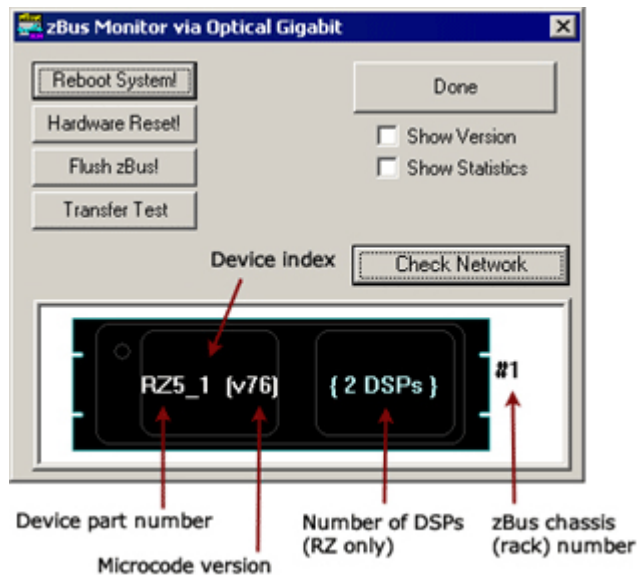 zBus Monitor via Optical Gigabit
Reboot System!
Done
Hardware Reset!
Show Version
Flush zBus!
Show Statistics
Transfer Test
Device index
Check Network
RZ5_1 (v76)
{ 2 DSPs }
#1
Device part number
Microcode version
Number of DSPs
(RZ only)
zBus chassis
(rack) number